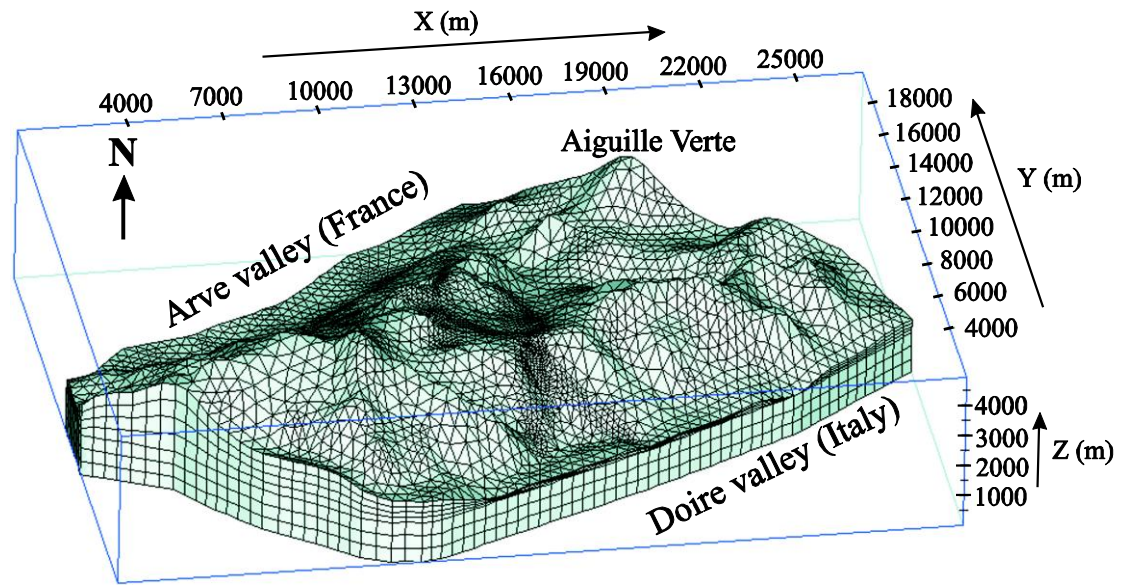 X (m)
4000 7000 10000 13000 16000 19000 22000 25000
N
Aiguille Verte
Arve valley (France)
18000
16000
14000
12000
10000
8000
6000
4000
Y (m)
Doire valley (Italy)
4000
3000
2000
1000
Z (m)